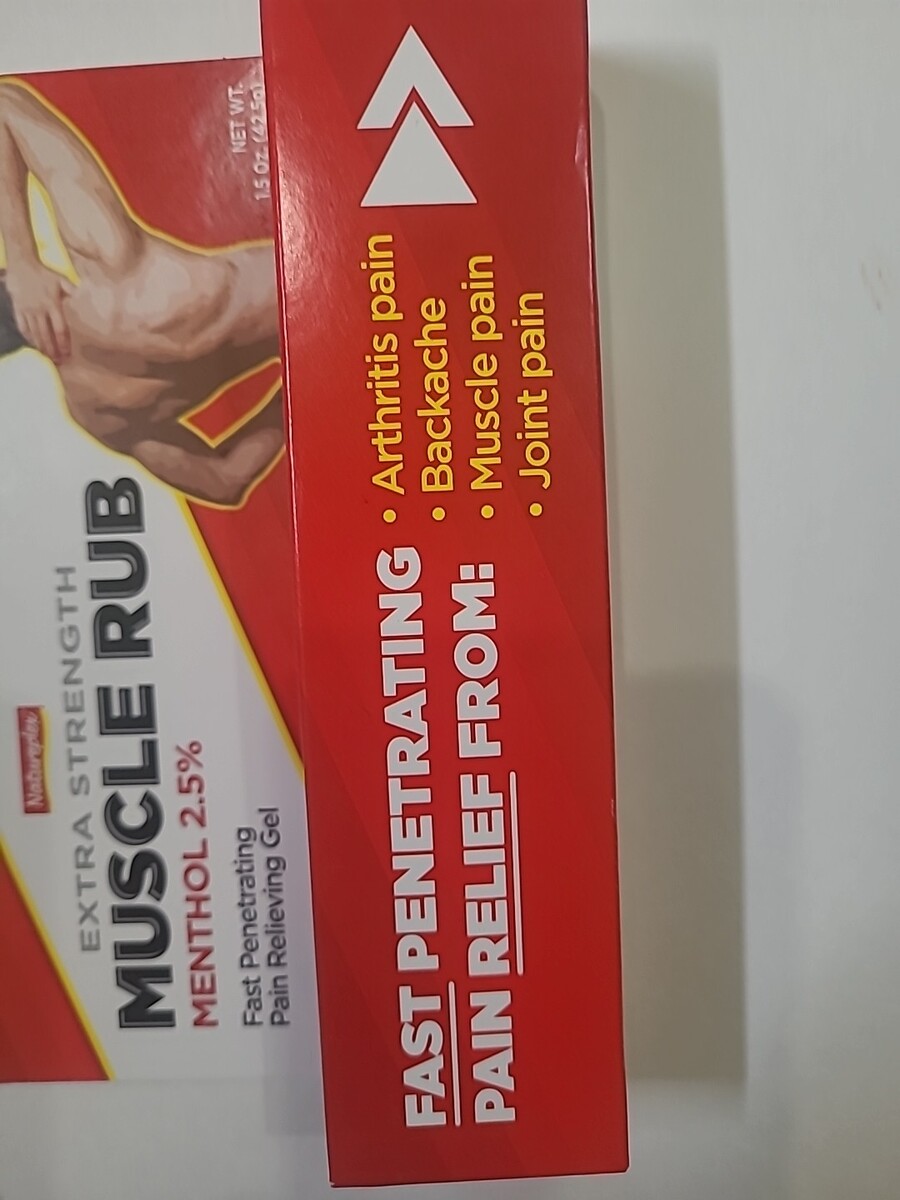 Natureplex
EXTRA STRENGTH
MUSCLE RUB
MENTHOL 2.5%
Fast Penetrating
Pain Relieving Gel
NET WT.
1.5 Oz. (42.5g)
FAST PENETRATING
PAIN RELIEF FROM:
• Arthritis pain
• Backache
• Muscle pain
• Joint pain